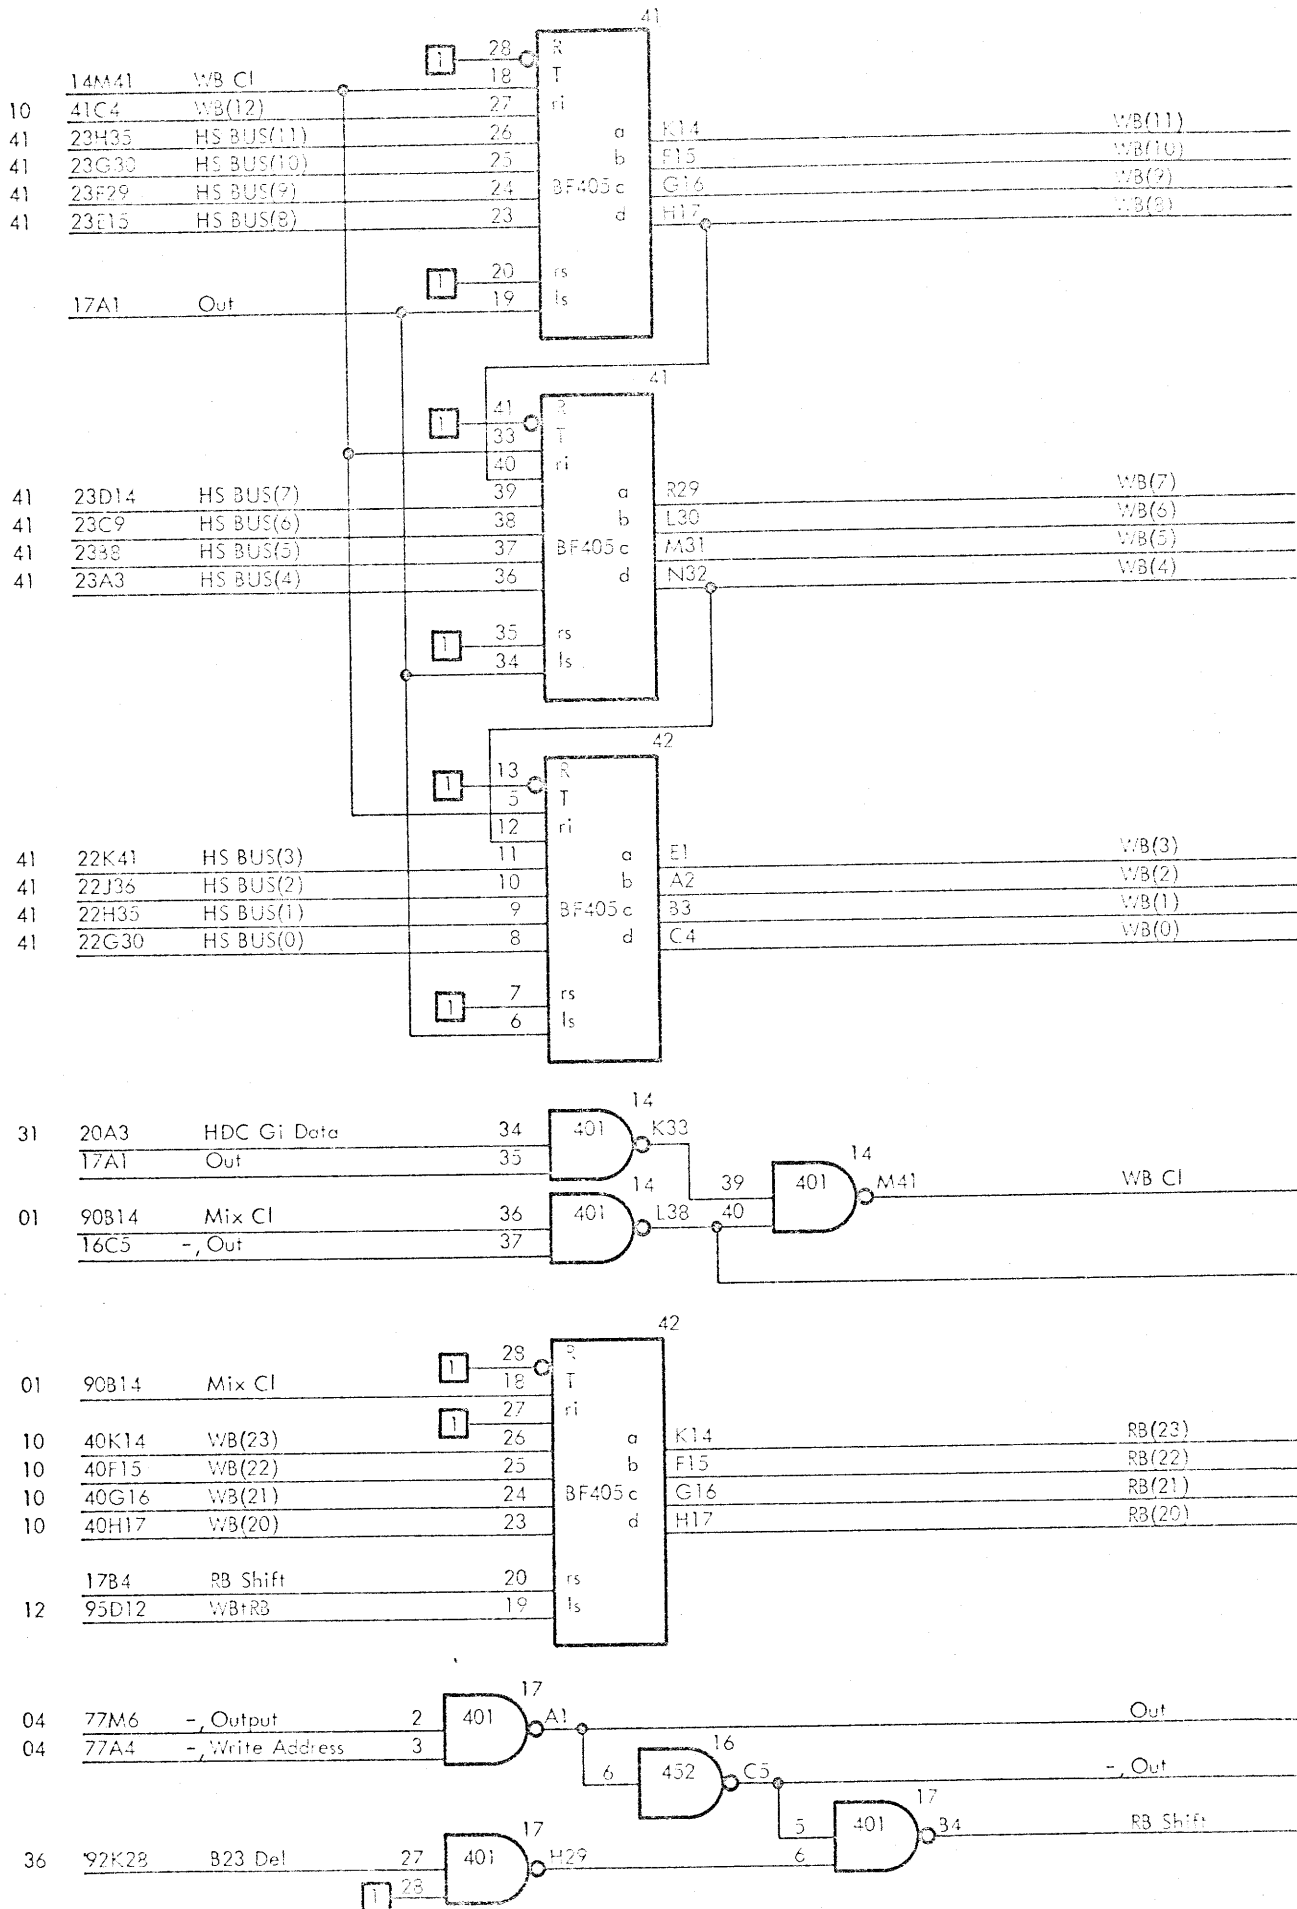 41
1 28 R
14M41 WB Cl 18 T
10 41C4 WB(12) 27 ri
41 23H35 HS BUS(11) 26 a K14 WB(11)
41 23G30 HS BUS(10) 25 b F15 WB(10)
41 23F29 HS BUS(9) 24 BF405 c G16 WB(9)
41 23E15 HS BUS(8) 23 d H17 WB(8)
1 20 rs
17A1 Out 19 ls
41
1 41 R
33 T
40 ri
41 23D14 HS BUS(7) 39 a R29 WB(7)
41 23C9 HS BUS(6) 38 b L30 WB(6)
41 23B8 HS BUS(5) 37 BF405 c M31 WB(5)
41 23A3 HS BUS(4) 36 d N32 WB(4)
1 35 rs
34 ls
42
1 13 R
5 T
12 ri
41 22K41 HS BUS(3) 11 a E1 WB(3)
41 22J36 HS BUS(2) 10 b A2 WB(2)
41 22H35 HS BUS(1) 9 BF405 c B3 WB(1)
41 22G30 HS BUS(0) 8 d C4 WB(0)
1 7 rs
6 ls
14
31 20A3 HDC Gi Data 34 401 K33
17A1 Out 35
14
39 401 M41 WB Cl
14
01 90B14 Mix Cl 36 401 L38 40
16C5 -, Out 37
42
1 28 R
01 90B14 Mix Cl 18 T
1 27 ri
10 40K14 WB(23) 26 a K14 RB(23)
10 40F15 WB(22) 25 b F15 RB(22)
10 40G16 WB(21) 24 BF405 c G16 RB(21)
10 40H17 WB(20) 23 d H17 RB(20)
17B4 RB Shift 20 rs
12 95D12 WB↑RB 19 ls
17
04 77M6 -, Output 2 401 A1 Out
04 77A4 -, Write Address 3
16
6 452 C5 -, Out
17
5 401 B4 RB Shift
6
17
36 92K28 B23 Del 27 401 H29
1 28